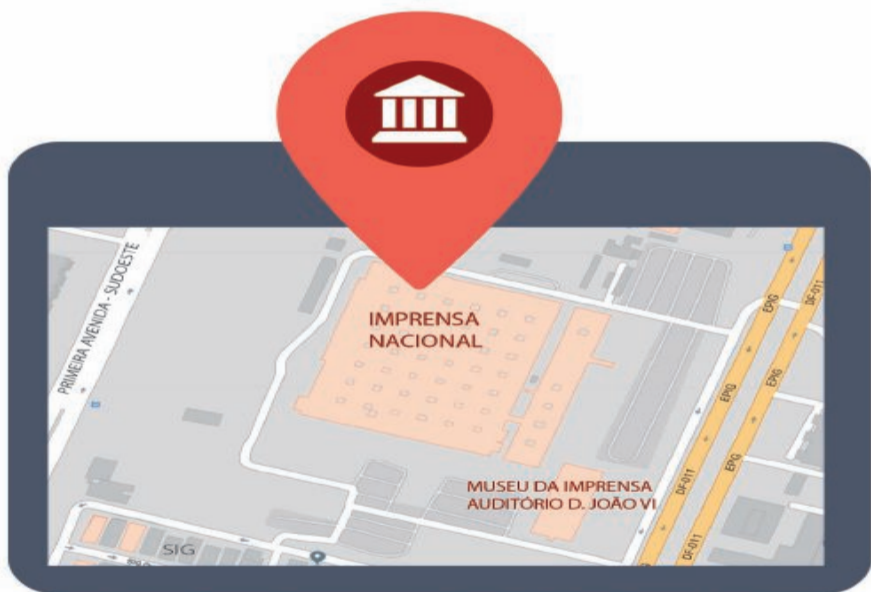 PRIMEIRA AVENIDA - SUDOESTE
IMPRENSA
NACIONAL
EPIG
DF-011
EPIG
EPIG
MUSEU DA IMPRENSA
AUDITÓRIO D. JOÃO VI
DF-011
EPIG
SIG
DF-011